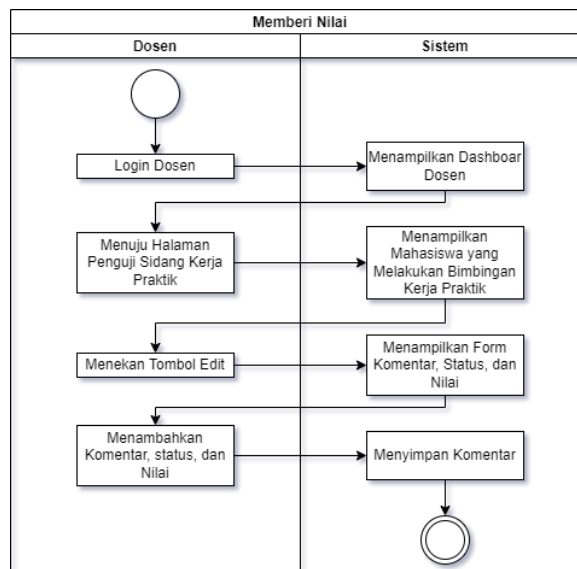 Memberi Nilai
Dosen
Sistem
Login Dosen
Menampilkan Dashboar
Dosen
Menuju Halaman
Penguji Sidang Kerja
Praktik
Menampilkan
Mahasiswa yang
Melakukan Bimbingan
Kerja Praktik
Menekan Tombol Edit
Menampilkan Form
Komentar, Status, dan
Nilai
Menambahkan
Komentar, status, dan
Nilai
Menyimpan Komentar